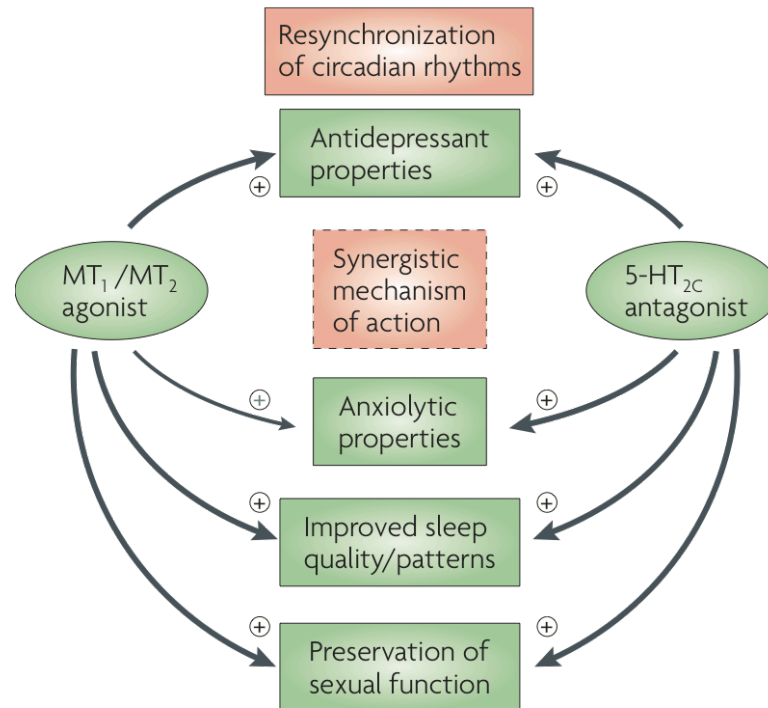 Resynchronization
of circadian rhythms
Antidepressant
properties
+
+
MT₁/MT₂
agonist
Synergistic
mechanism
of action
5-HT₂C
antagonist
+
+
Anxiolytic
properties
+
+
Improved sleep
quality/patterns
+
+
Preservation of
sexual function